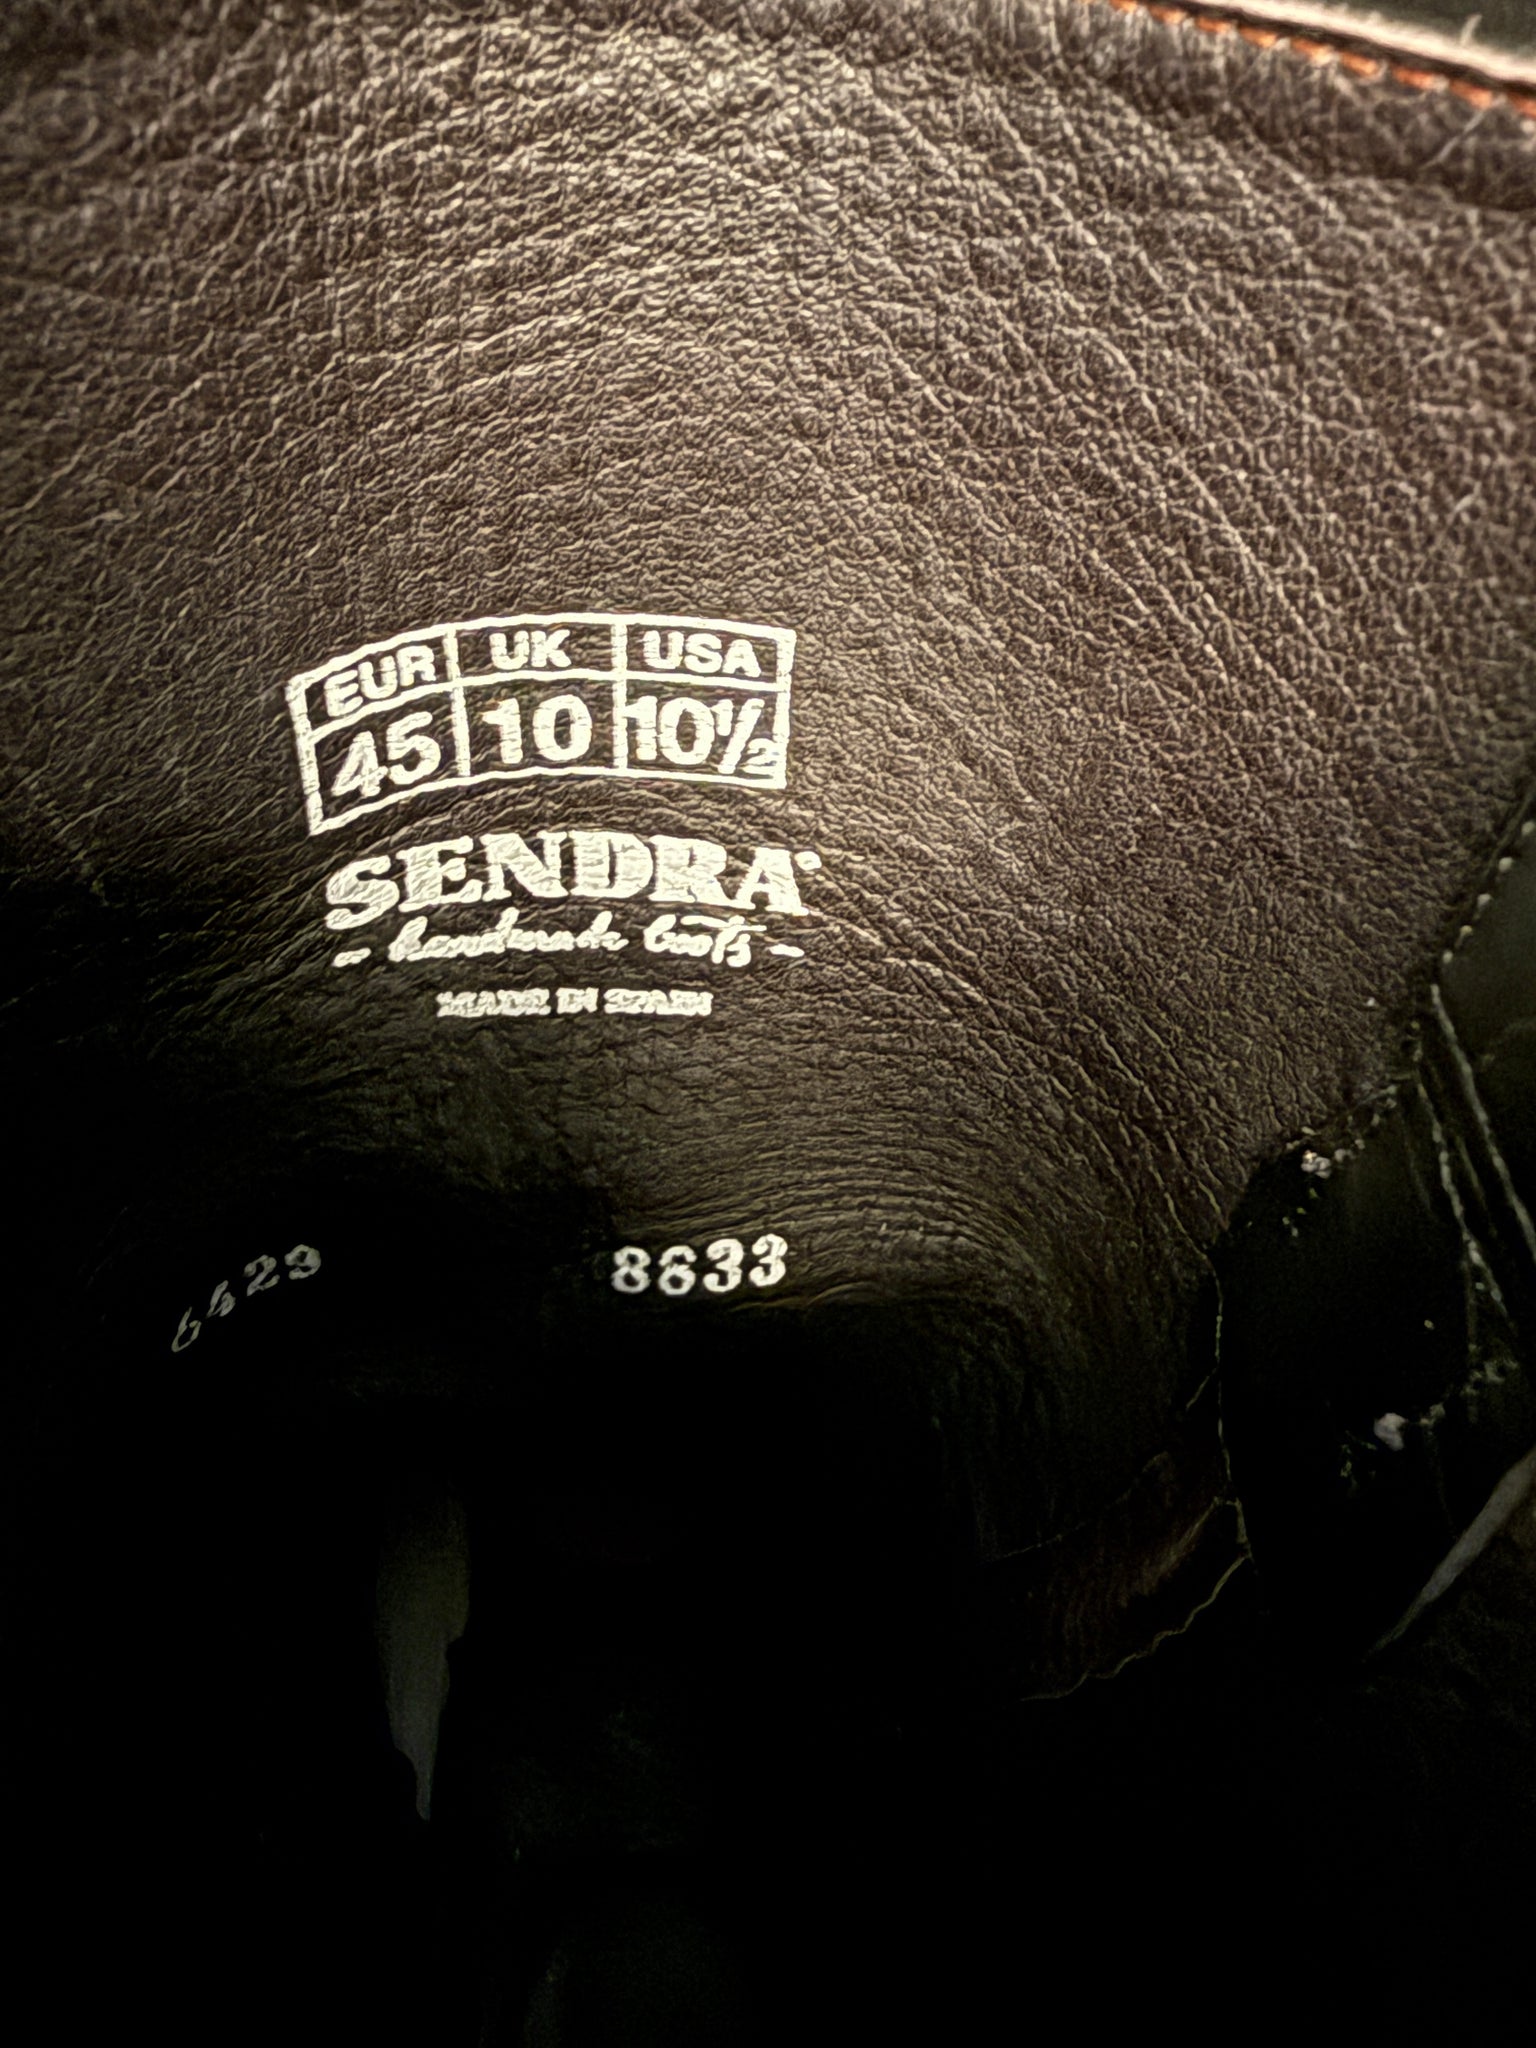 EUR UK USA
45 10 10½
SENDRA°
- handmade boots -
MADE IN SPAIN
6429 8633